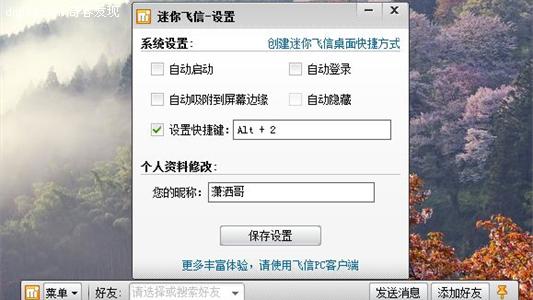 迷你飞信-设置
系统设置: 创建迷你飞信桌面快捷方式
自动启动 自动登录
自动吸附到屏幕边缘 自动隐藏
设置快捷键: Alt + 2
个人资料修改:
您的昵称: 潇洒哥
保存设置
更多丰富体验，请使用飞信PC客户端
菜单 好友: 请选择或搜索好友 发送消息 添加好友